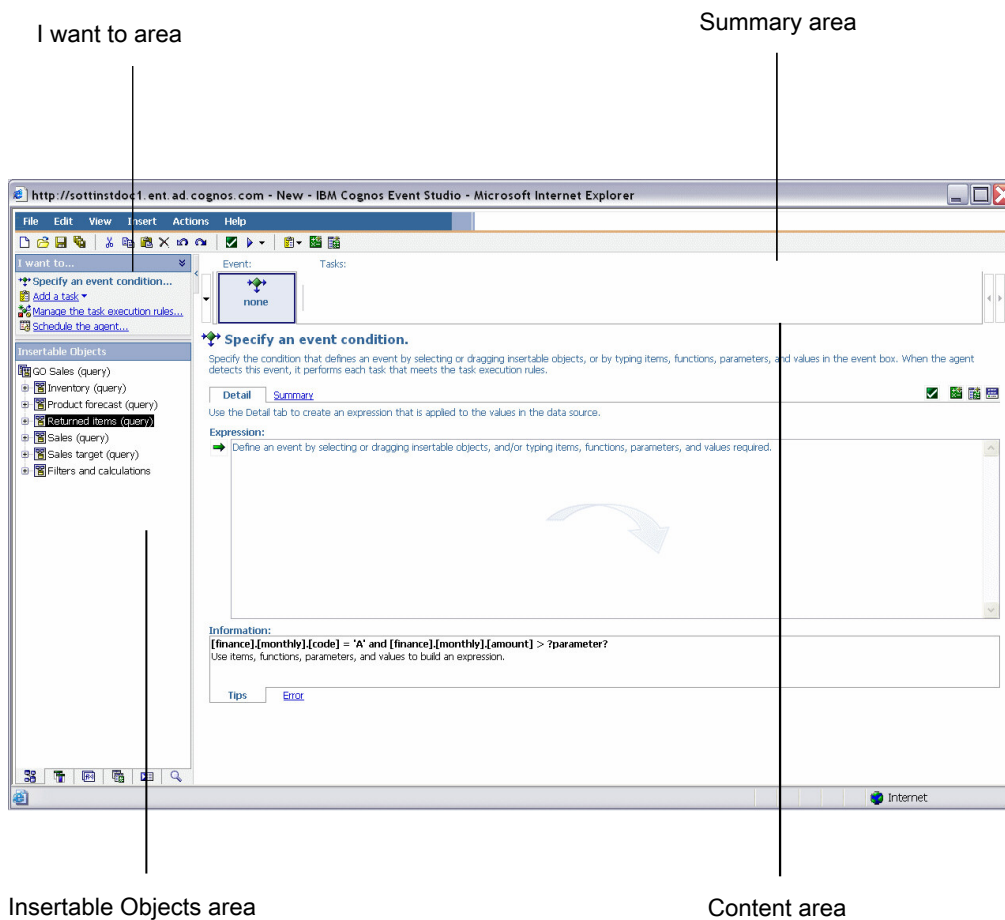 I want to area
Summary area
http://sottinstdoc1.ent.ad.cognos.com - New - IBM Cognos Event Studio - Microsoft Internet Explorer
File Edit View Insert Actions Help
I want to...
Specify an event condition...
Add a task
Manage the task execution rules...
Schedule the agent...
Event: Tasks:
none
Insertable Objects
GO Sales (query)
Inventory (query)
Product forecast (query)
Returned items (query)
Sales (query)
Sales target (query)
Filters and calculations
Specify an event condition.
Specify the condition that defines an event by selecting or dragging insertable objects, or by typing items, functions, parameters, and values in the event box. When the agent
detects this event, it performs each task that meets the task execution rules.
Detail Summary
Use the Detail tab to create an expression that is applied to the values in the data source.
Expression:
Define an event by selecting or dragging insertable objects, and/or typing items, functions, parameters, and values required.
Information:
[finance].[monthly].[code] = 'A' and [finance].[monthly].[amount] > ?parameter?
Use items, functions, parameters, and values to build an expression.
Tips Error
Internet
Insertable Objects area
Content area